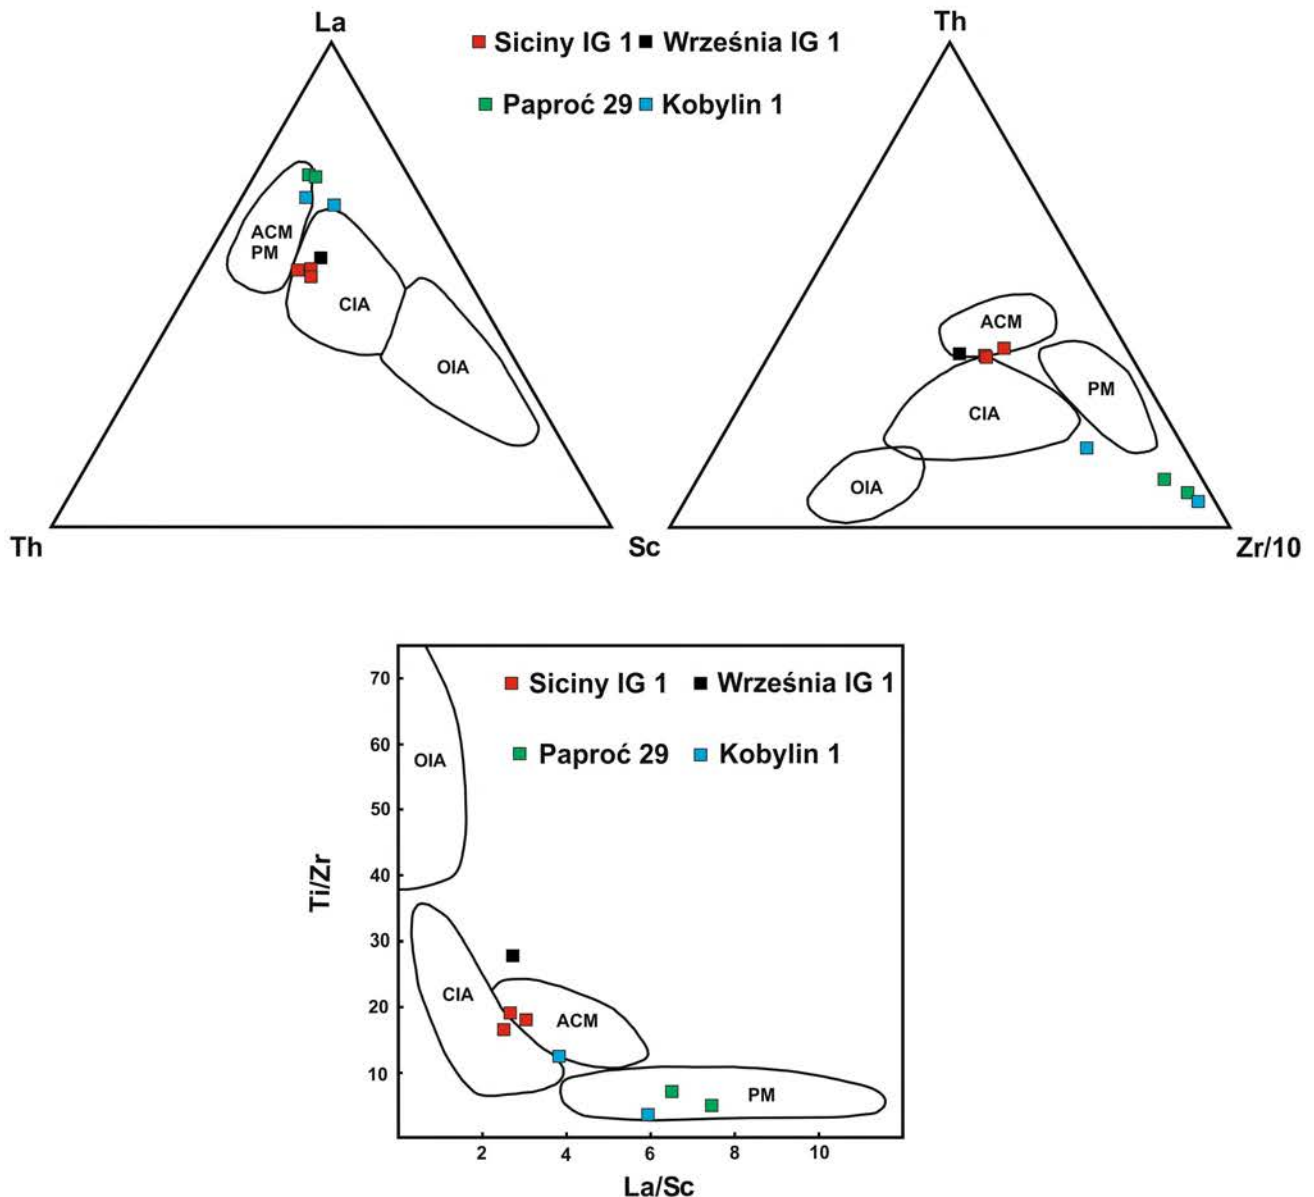 La
Th
Siciny IG 1 Września IG 1
Paproć 29 Kobylin 1
ACM
PM
CIA
OIA
ACM
PM
CIA
OIA
Th
Sc
Zr/10
Siciny IG 1 Września IG 1
Paproć 29 Kobylin 1
70
60
50
40
30
20
10
OIA
CIA
ACM
PM
Ti/Zr
2 4 6 8 10
La/Sc